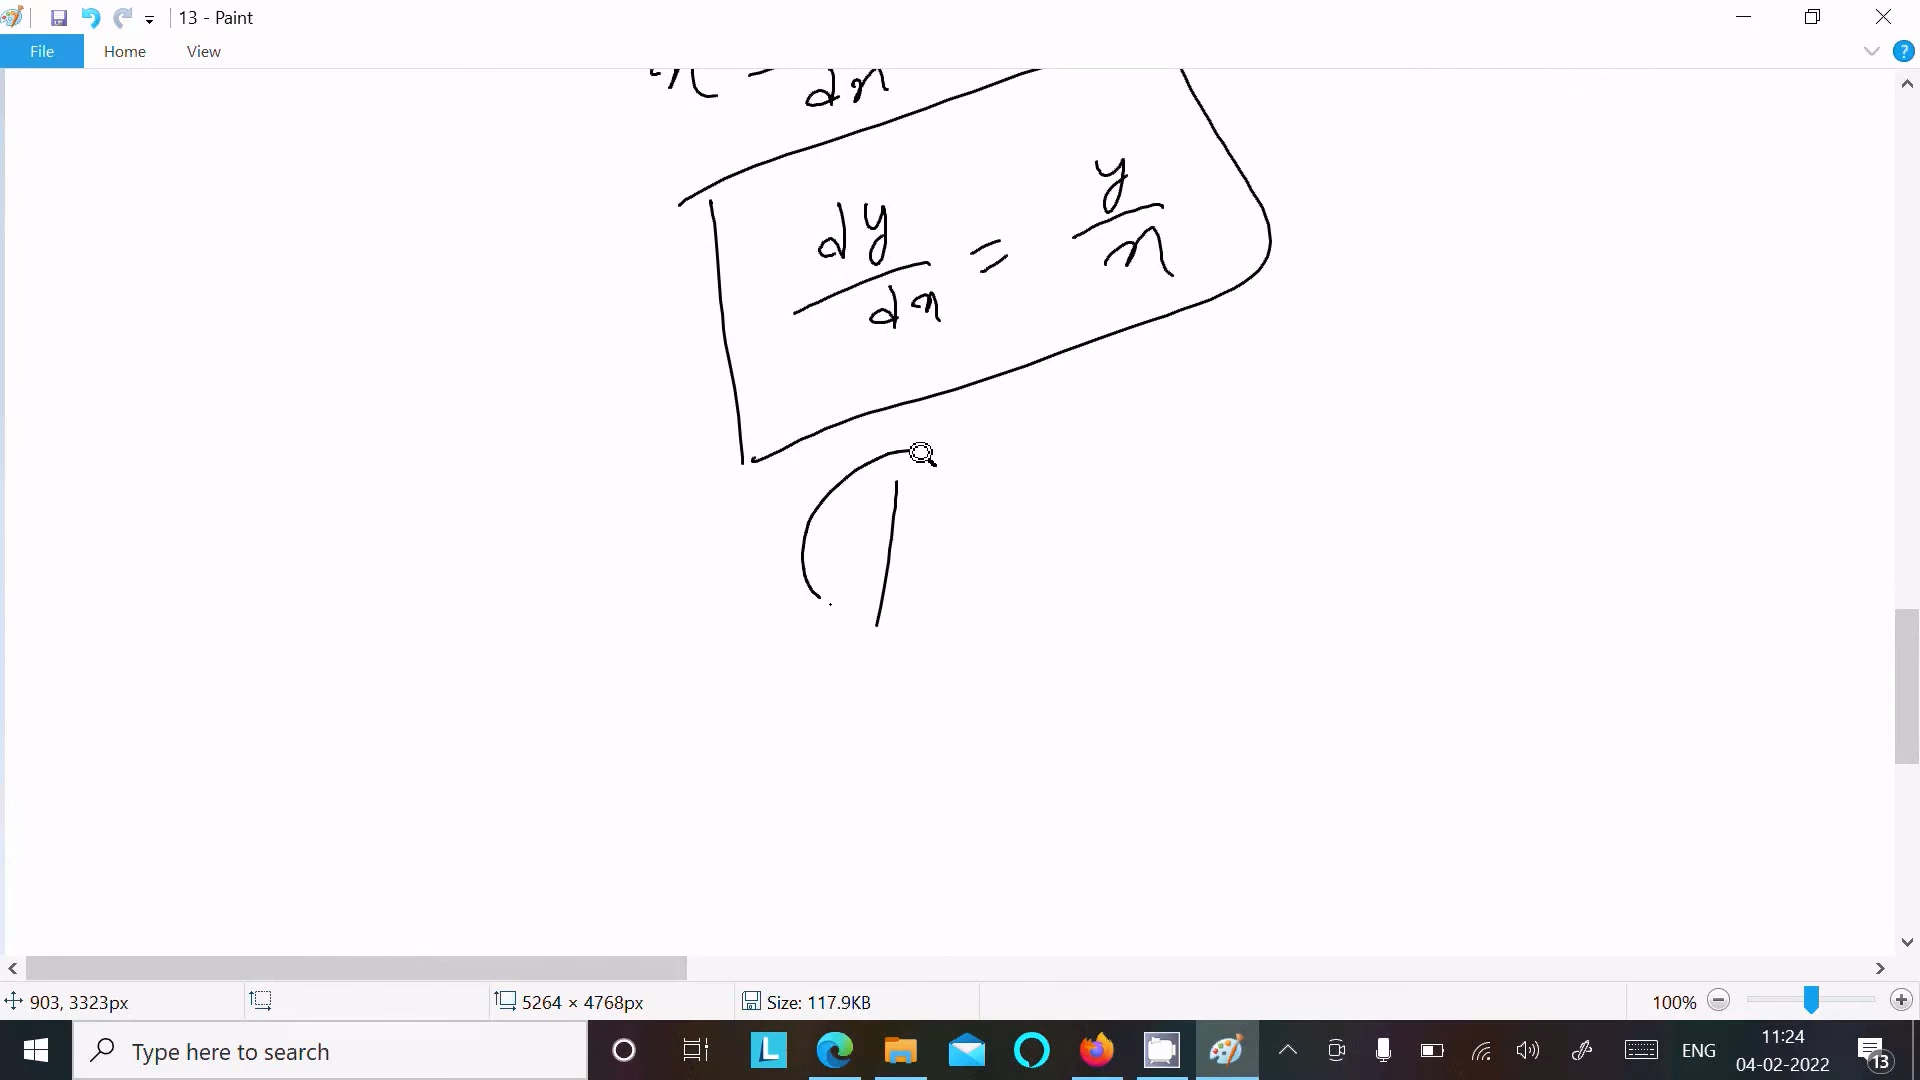 13 - Paint
File Home View
x = dx
dy/dx = y/x
903, 3323px 5264 × 4768px Size: 117.9KB 100%
Type here to search
L
ENG
11:24
04-02-2022
13